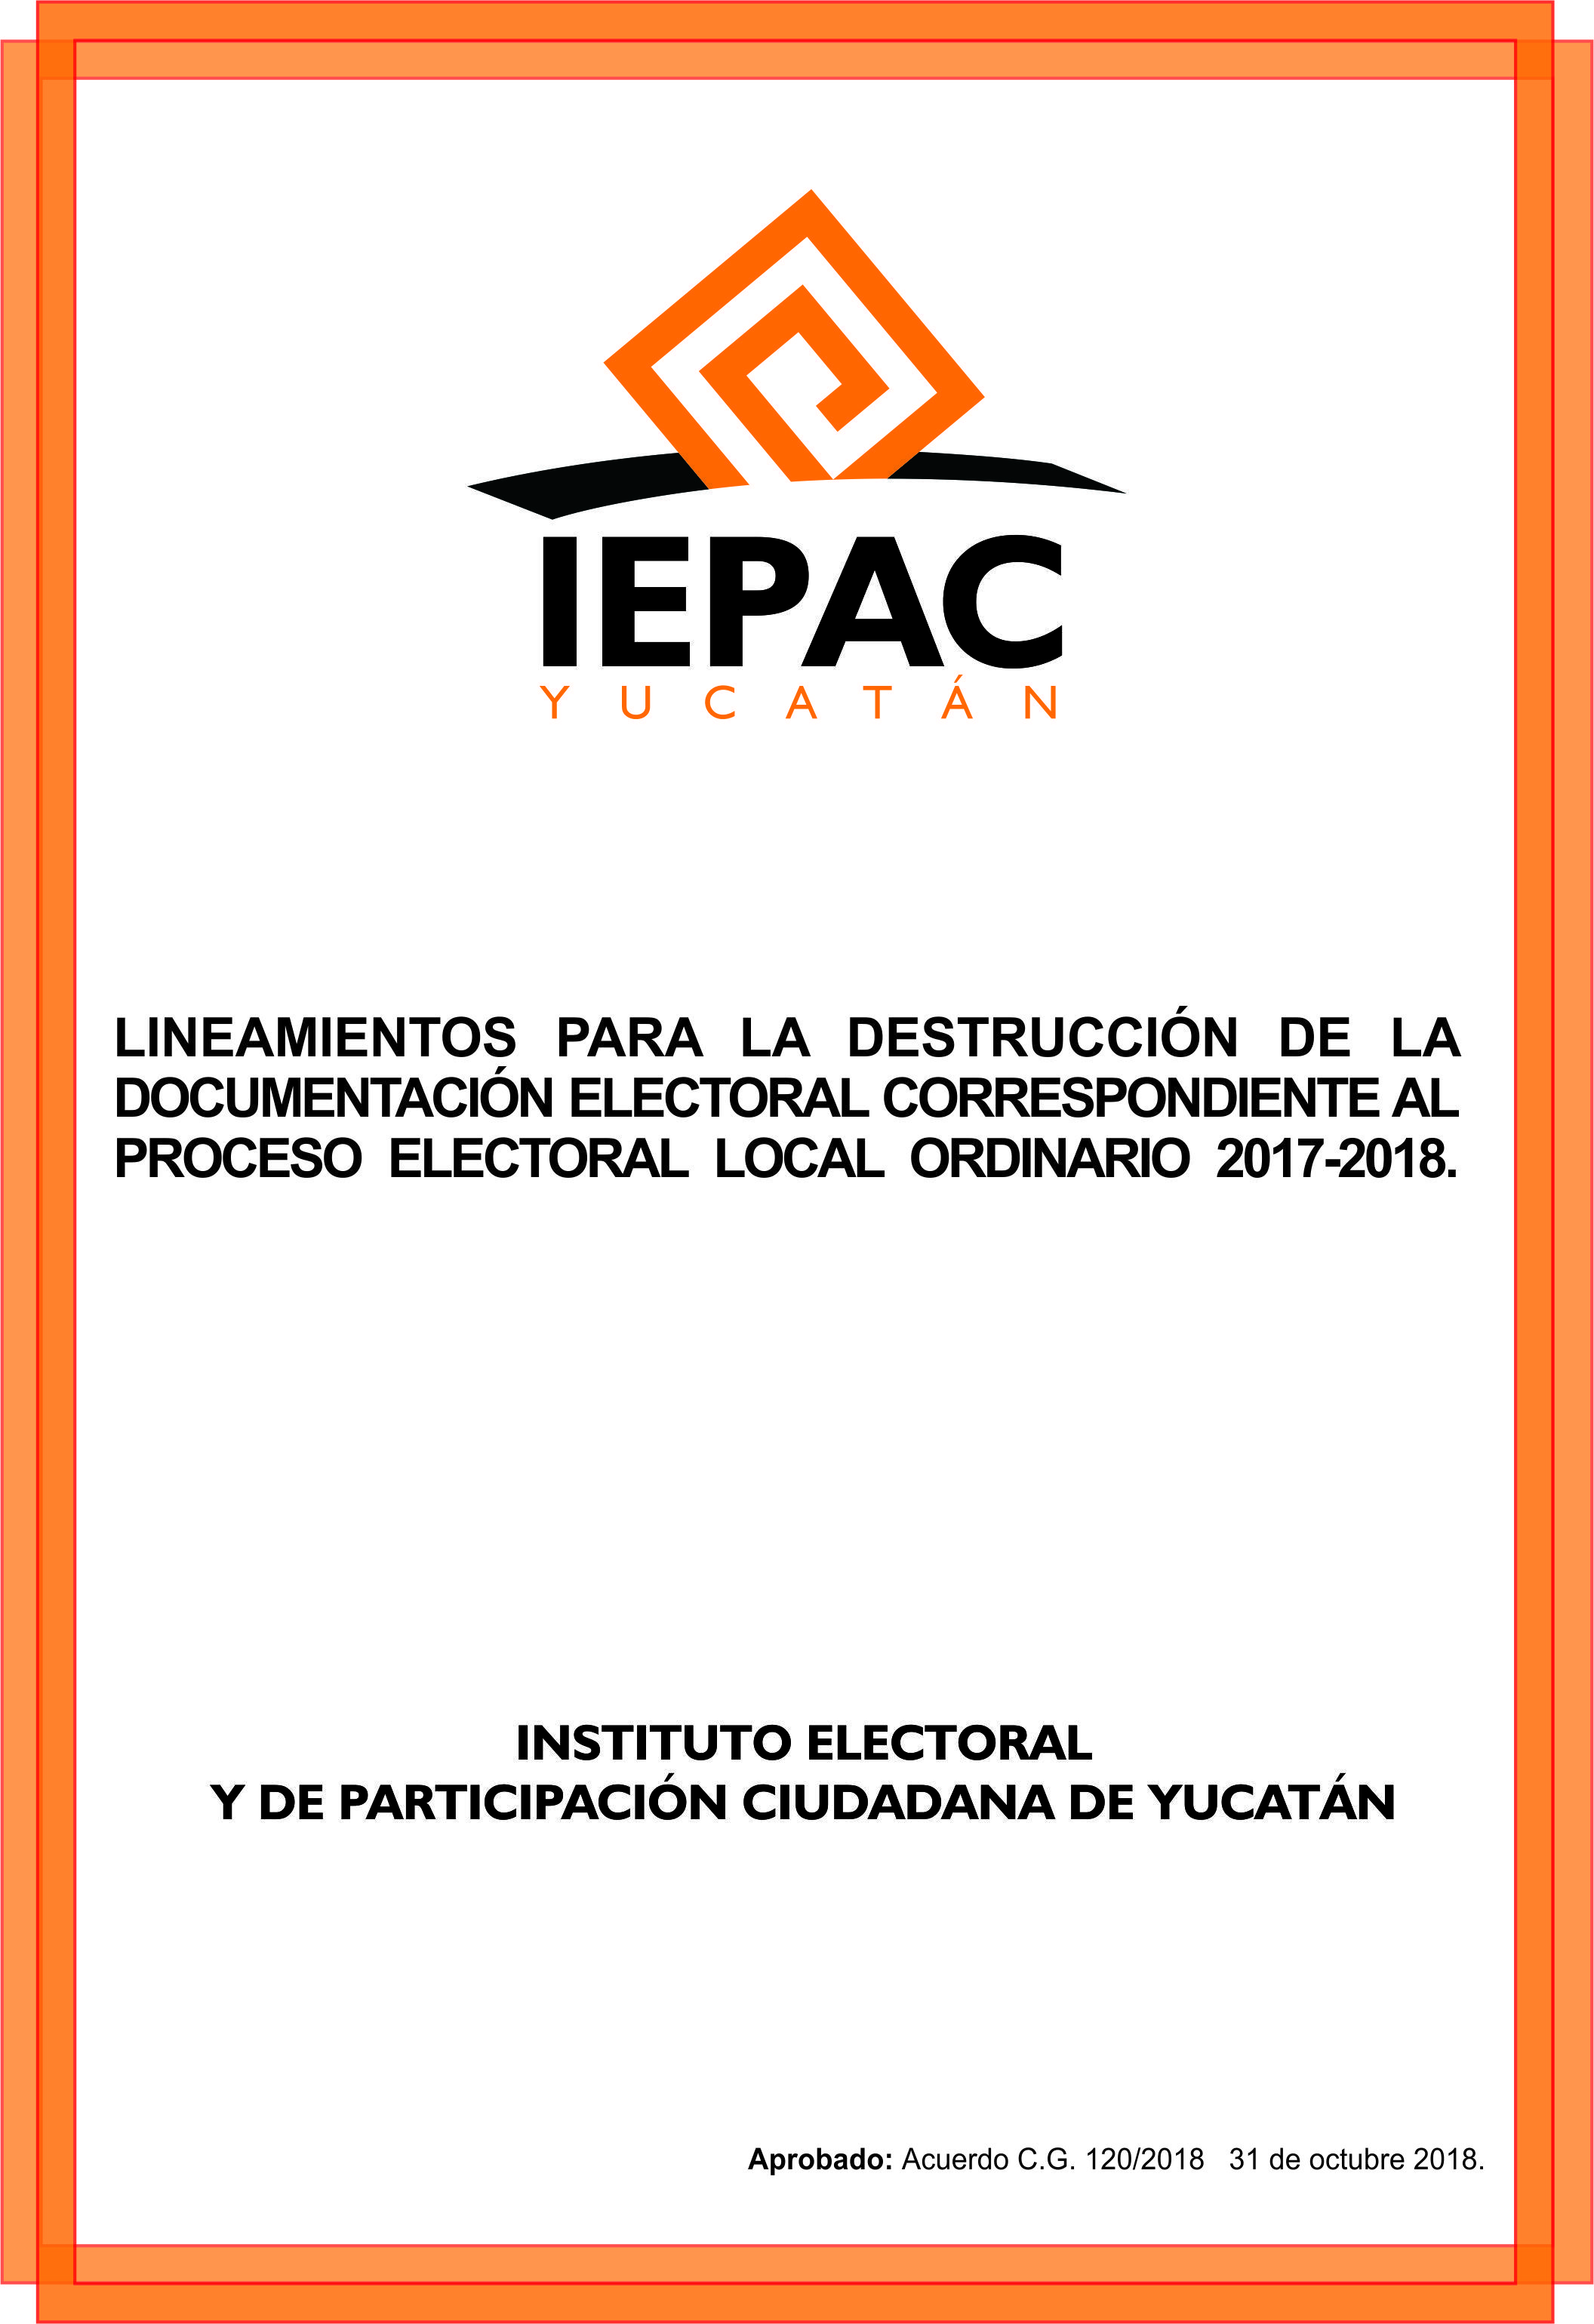 IEPAC
YUCATÁN
LINEAMIENTOS PARA LA DESTRUCCIÓN DE LA
DOCUMENTACIÓN ELECTORAL CORRESPONDIENTE AL
PROCESO ELECTORAL LOCAL ORDINARIO 2017-2018.
INSTITUTO ELECTORAL
Y DE PARTICIPACIÓN CIUDADANA DE YUCATÁN
Aprobado: Acuerdo C.G. 120/2018 31 de octubre 2018.